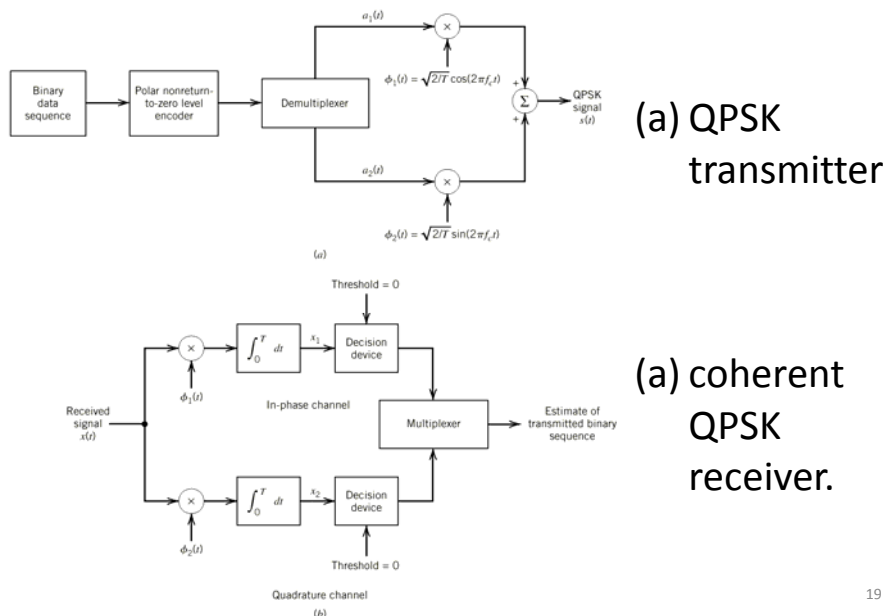 a₁(t)
Binary
data
sequence
Polar nonreturn-
to-zero level
encoder
Demultiplexer
×
ϕ₁(t) = √2/T cos(2πf_c t)
+
Σ
+
QPSK
signal
x(t)
a₂(t)
×
ϕ₂(t) = √2/T sin(2πf_c t)
(a)
(a) QPSK
transmitter
Threshold = 0
×
∫₀ᵀ dt
x₁
Decision
device
ϕ₁(t)
In-phase channel
Received
signal
x(t)
Multiplexer
Estimate of
transmitted binary
sequence
×
∫₀ᵀ dt
x₂
Decision
device
ϕ₂(t)
Threshold = 0
Quadrature channel
(b)
(a) coherent
QPSK
receiver.
19